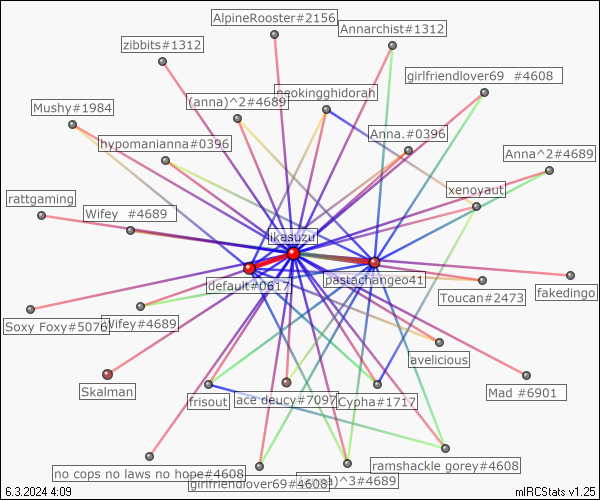 AlpineRooster#2156
Annarchist#1312
zibbits#1312
girlfriendlover69 #4608
neokingghidorah
(anna)^2#4689
Mushy#1984
Anna.#0396
hypomanianna#0396
Anna^2#4689
xenoyaut
rattgaming
Wifey #4689
ikasuzu
default#0617
pastachangeo41
fakedingo
Toucan#2473
Soxy Foxy#5076
Wifey#4689
avelicious
Skalman
Mad #6901
frisout
ace deucy#7097
Cypha#1717
no cops no laws no hope#4608
ramshackle gorey#4608
girlfriendlover69#4608
)^3#4689
6.3.2024 4:09
mIRCStats v1.25